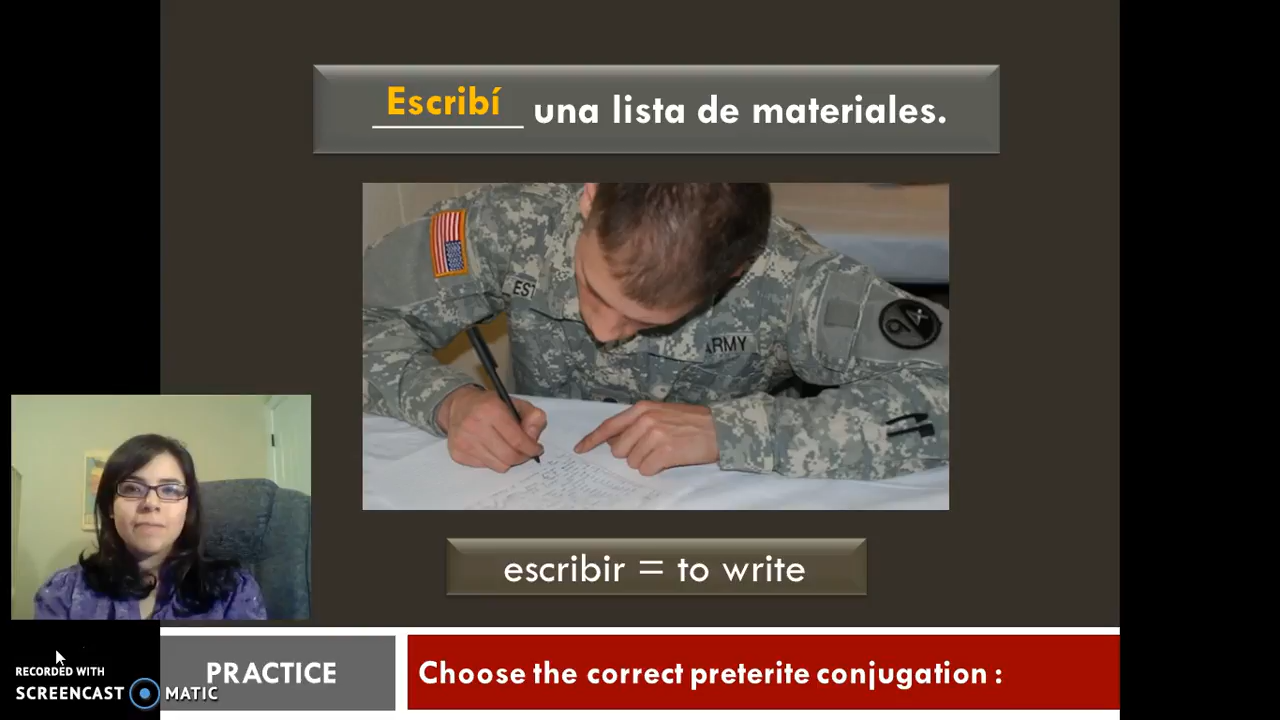 Escribí una lista de materiales.
EST
ARMY
escribir = to write
PRACTICE
Choose the correct preterite conjugation :
RECORDED WITH
SCREENCAST MATIC